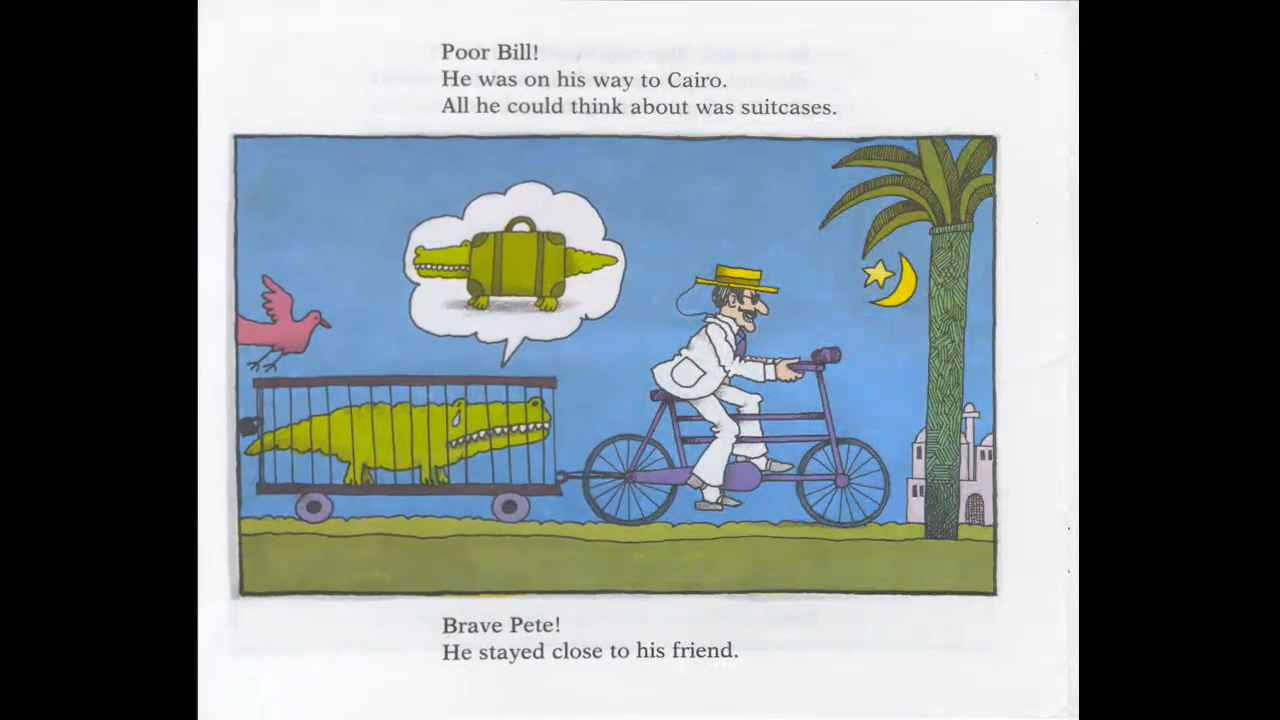 Poor Bill!
He was on his way to Cairo.
All he could think about was suitcases.
Brave Pete!
He stayed close to his friend.